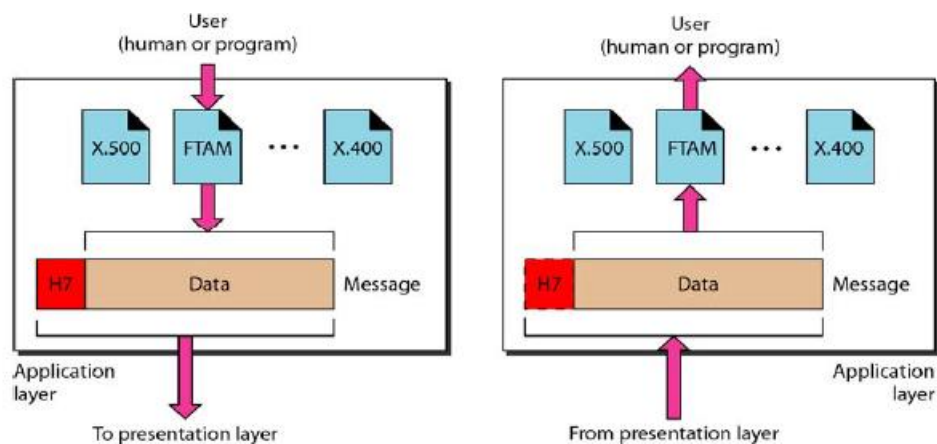 User
(human or program)
X.500
FTAM
...
X.400
H7
Data
Message
Application
layer
To presentation layer
User
(human or program)
X.500
FTAM
...
X.400
H7
Data
Message
Application
layer
From presentation layer